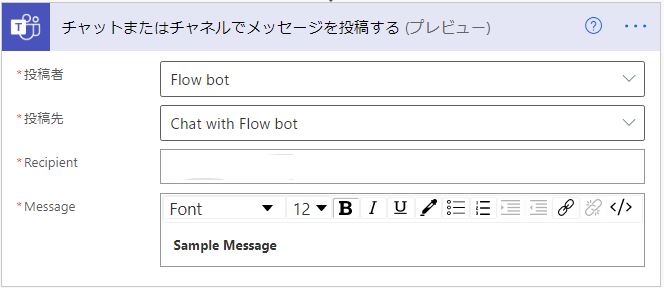 チャットまたはチャネルでメッセージを投稿する (プレビュー)
*投稿者 Flow bot
*投稿先 Chat with Flow bot
*Recipient
*Message
Font 12 B I U </>
Sample Message